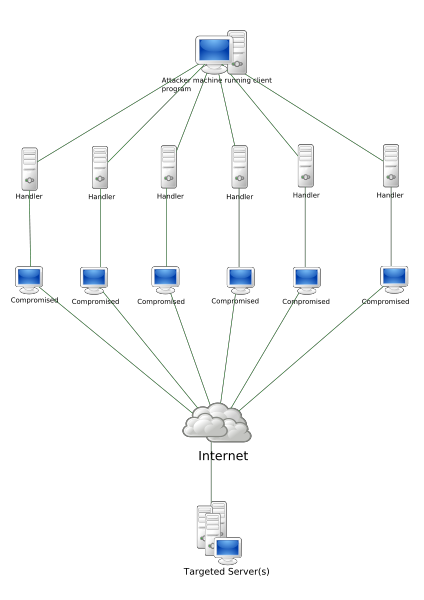 Attacker machine running client
program
Handler
Handler
Handler
Handler
Handler
Handler
Compromised
Compromised
Compromised
Compromised
Compromised
Compromised
Internet
Targeted Server(s)